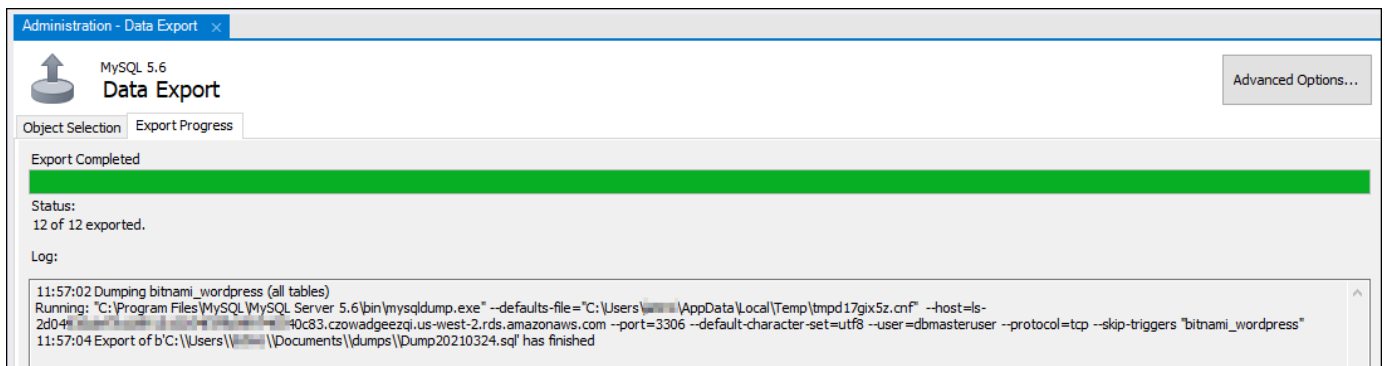 Administration - Data Export ×
MySQL 5.6
Data Export
Advanced Options...
Object Selection Export Progress
Export Completed
Status:
12 of 12 exported.
Log:
11:57:02 Dumping bitnami_wordpress (all tables)
Running: "C:\Program Files\MySQL\MySQL Server 5.6\bin\mysqldump.exe" --defaults-file="C:\Users\ \AppData\Local\Temp\tmpd17gix5z.cnf" --host=ls-
2d04 40c83.czowadgeezqi.us-west-2.rds.amazonaws.com --port=3306 --default-character-set=utf8 --user=dbmasteruser --protocol=tcp --skip-triggers "bitnami_wordpress"
11:57:04 Export of b'C:\\Users\\ \\Documents\\dumps\\Dump20210324.sql' has finished